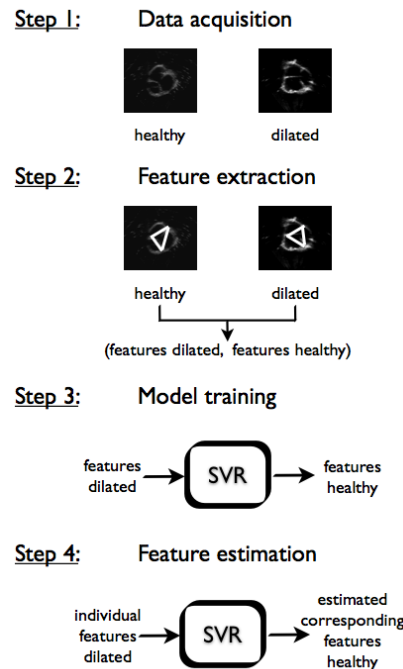 Step 1: Data acquisition
healthy dilated
Step 2: Feature extraction
healthy dilated
(features dilated, features healthy)
Step 3: Model training
features
dilated
SVR
features
healthy
Step 4: Feature estimation
individual
features
dilated
SVR
estimated
corresponding
features
healthy